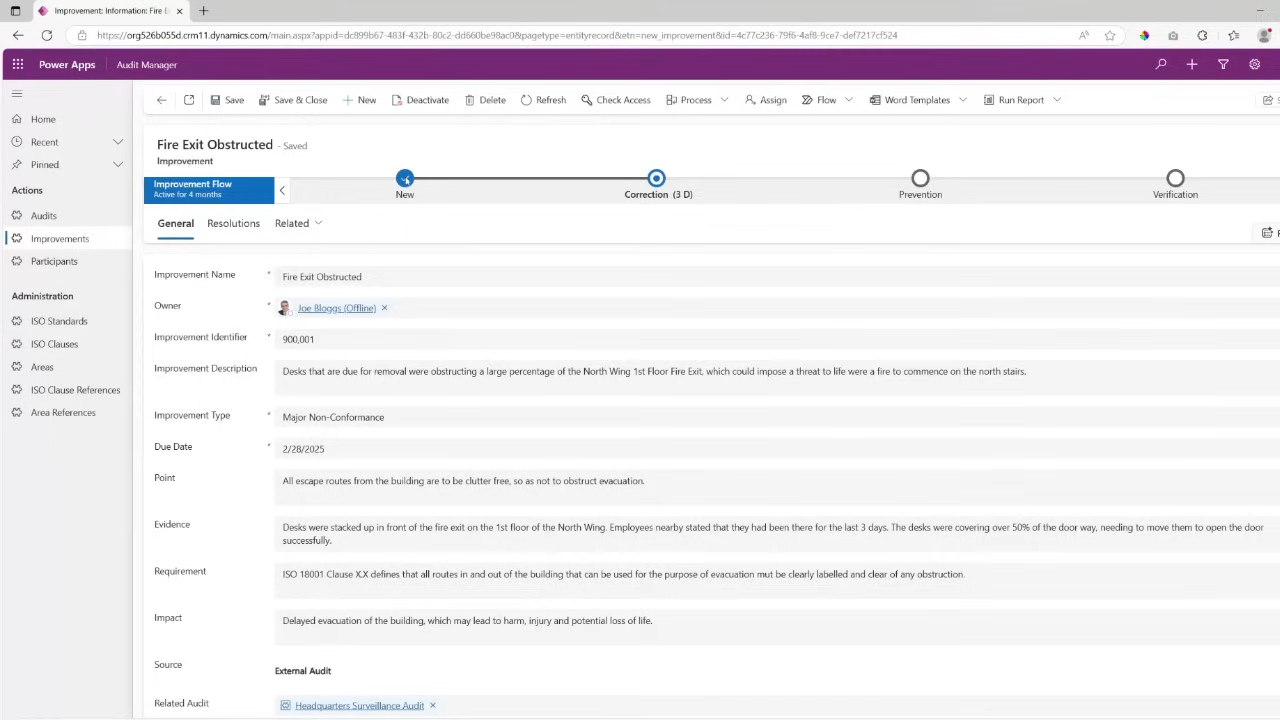 Improvement: Information: Fire E
https://org526b055d.crm11.dynamics.com/main.aspx?appid=dc899b67-483f-432b-80c2-dd660be98ac0&pagetype=entityrecord&etn=new_improvement&id=4c77c236-79f6-4af8-9ce7-def7217cf524
Power Apps Audit Manager
Save Save & Close New Deactivate Delete Refresh Check Access Process Assign Flow Word Templates Run Report
Home
Recent
Pinned
Actions
Audits
Improvements
Participants
Administration
ISO Standards
ISO Clauses
Areas
ISO Clause References
Area References
Fire Exit Obstructed - Saved
Improvement
Improvement Flow
Active for 4 months
New
Correction (3 D)
Prevention
Verification
General Resolutions Related
Improvement Name * Fire Exit Obstructed
Owner * Joe Bloggs (Offline)
Improvement Identifier * 900,001
Improvement Description Desks that are due for removal were obstructing a large percentage of the North Wing 1st Floor Fire Exit, which could impose a threat to life were a fire to commence on the north stairs.
Improvement Type * Major Non-Conformance
Due Date * 2/28/2025
Point All escape routes from the building are to be clutter free, so as not to obstruct evacuation.
Evidence Desks were stacked up in front of the fire exit on the 1st floor of the North Wing. Employees nearby stated that they had been there for the last 3 days. The desks were covering over 50% of the door way, needing to move them to open the door
successfully.
Requirement ISO 18001 Clause X.X defines that all routes in and out of the building that can be used for the purpose of evacuation mut be clearly labelled and clear of any obstruction.
Impact Delayed evacuation of the building, which may lead to harm, injury and potential loss of life.
Source External Audit
Related Audit Headquarters Surveillance Audit